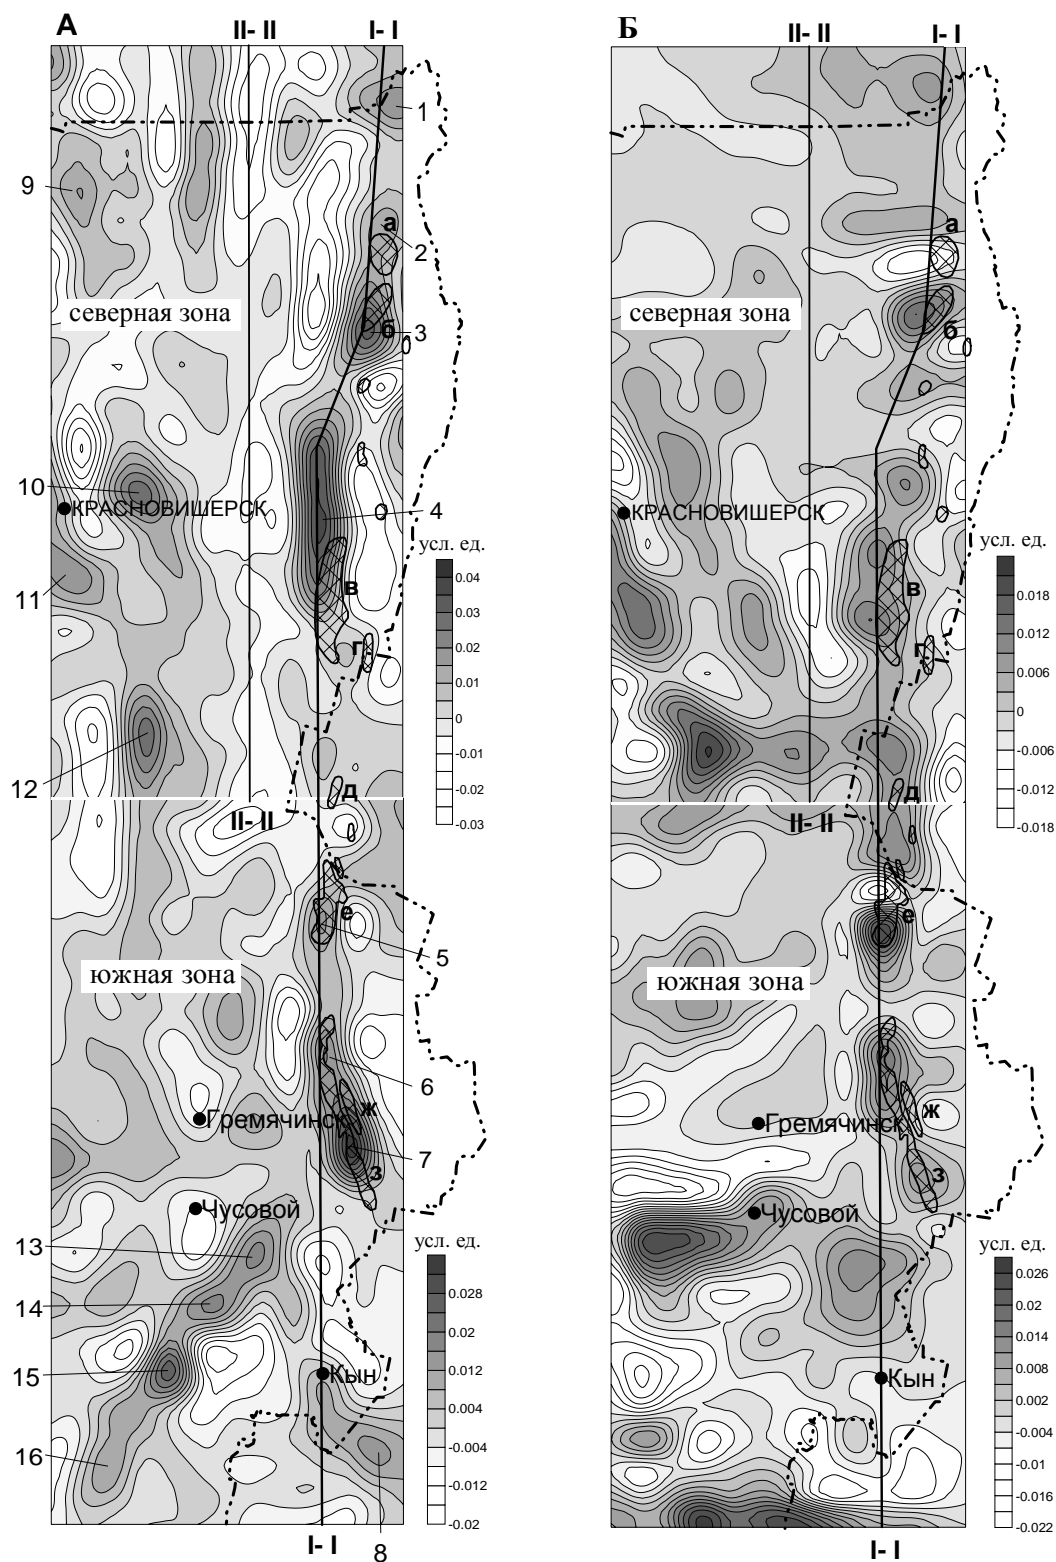 А
II- II
I- I
1
9
а
2
северная зона
б
3
10
КРАСНОВИШЕРСК
4
усл. ед.
0.04
0.03
0.02
0.01
0
-0.01
-0.02
-0.03
11
в
г
12
д
II- II
е
5
южная зона
6
Гремячинск
ж
7
з
Чусовой
13
усл. ед.
0.028
0.02
0.012
0.004
-0.004
-0.012
-0.02
14
15
Кын
16
I- I
8
Б
II- II
I- I
а
северная зона
б
КРАСНОВИШЕРСК
усл. ед.
0.018
0.012
0.006
0
-0.006
-0.012
-0.018
в
г
д
II- II
е
южная зона
Гремячинск
ж
з
Чусовой
усл. ед.
0.026
0.02
0.014
0.008
0.002
-0.004
-0.01
-0.016
-0.022
Кын
I- I